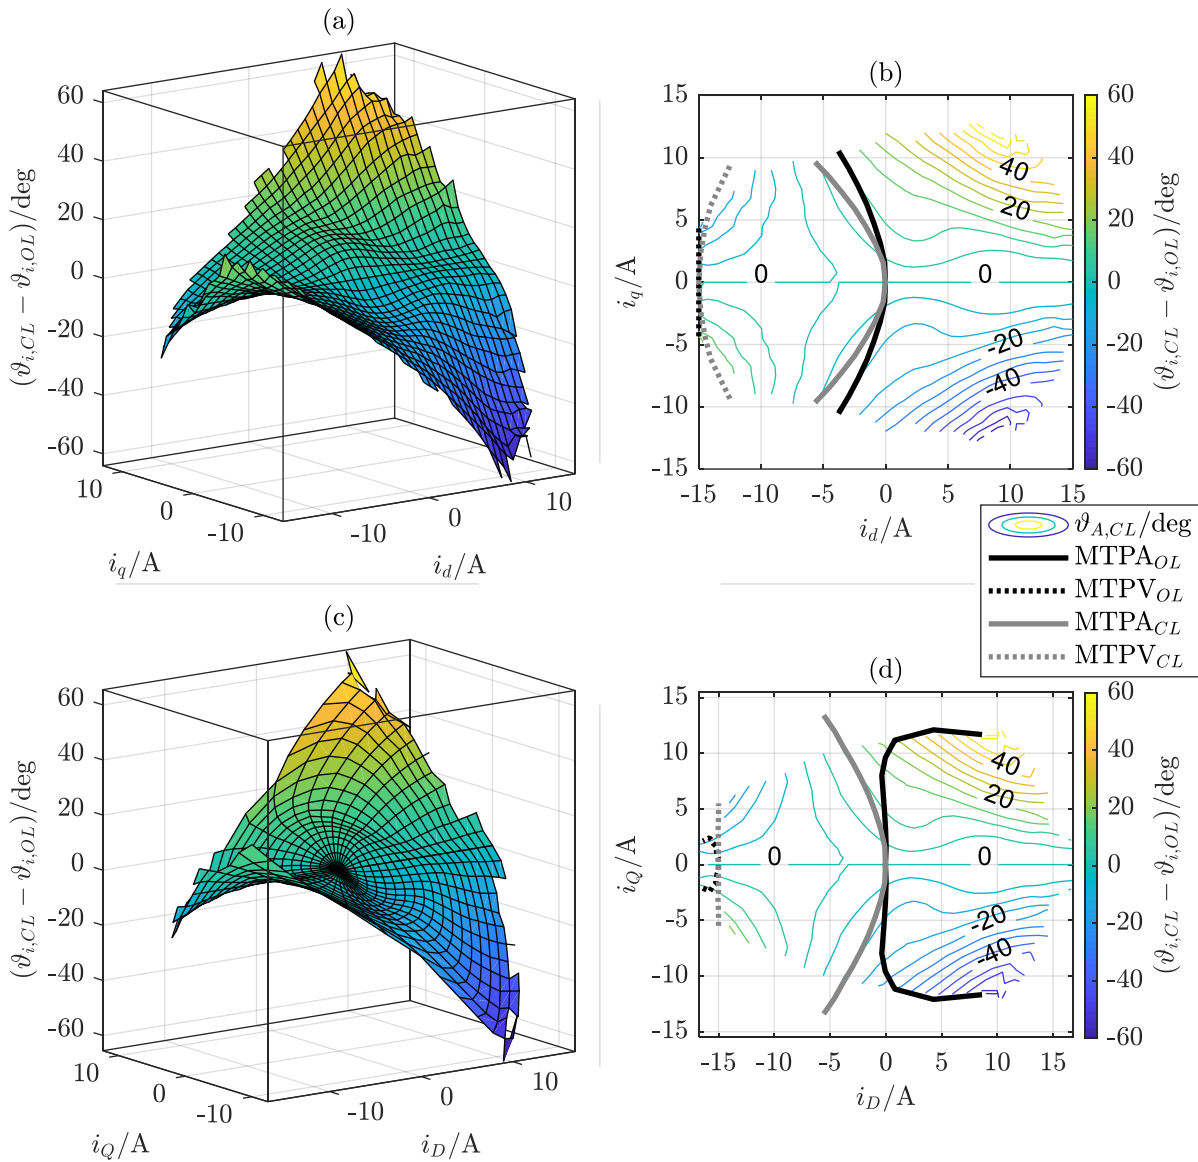 (a)
60
40
20
0
-20
-40
-60
(ϑ_{i,CL} − ϑ_{i,OL})/deg
10
0
-10
i_q/A
-10
0
10
i_d/A
(b)
15
10
5
0
-5
-10
-15
i_q/A
40
20
0
0
-20
-40
-15 -10 -5 0 5 10 15
i_d/A
60
40
20
0
-20
-40
-60
(ϑ_{i,CL} − ϑ_{i,OL})/deg
ϑ_{A,CL}/deg
MTPA_{OL}
MTPV_{OL}
MTPA_{CL}
MTPV_{CL}
(c)
60
40
20
0
-20
-40
-60
(ϑ_{i,CL} − ϑ_{i,OL})/deg
10
0
-10
i_Q/A
-10
0
10
i_D/A
(d)
15
10
5
0
-5
-10
-15
i_Q/A
40
20
0
0
-20
-40
-15 -10 -5 0 5 10 15
i_D/A
60
40
20
0
-20
-40
-60
(ϑ_{i,CL} − ϑ_{i,OL})/deg